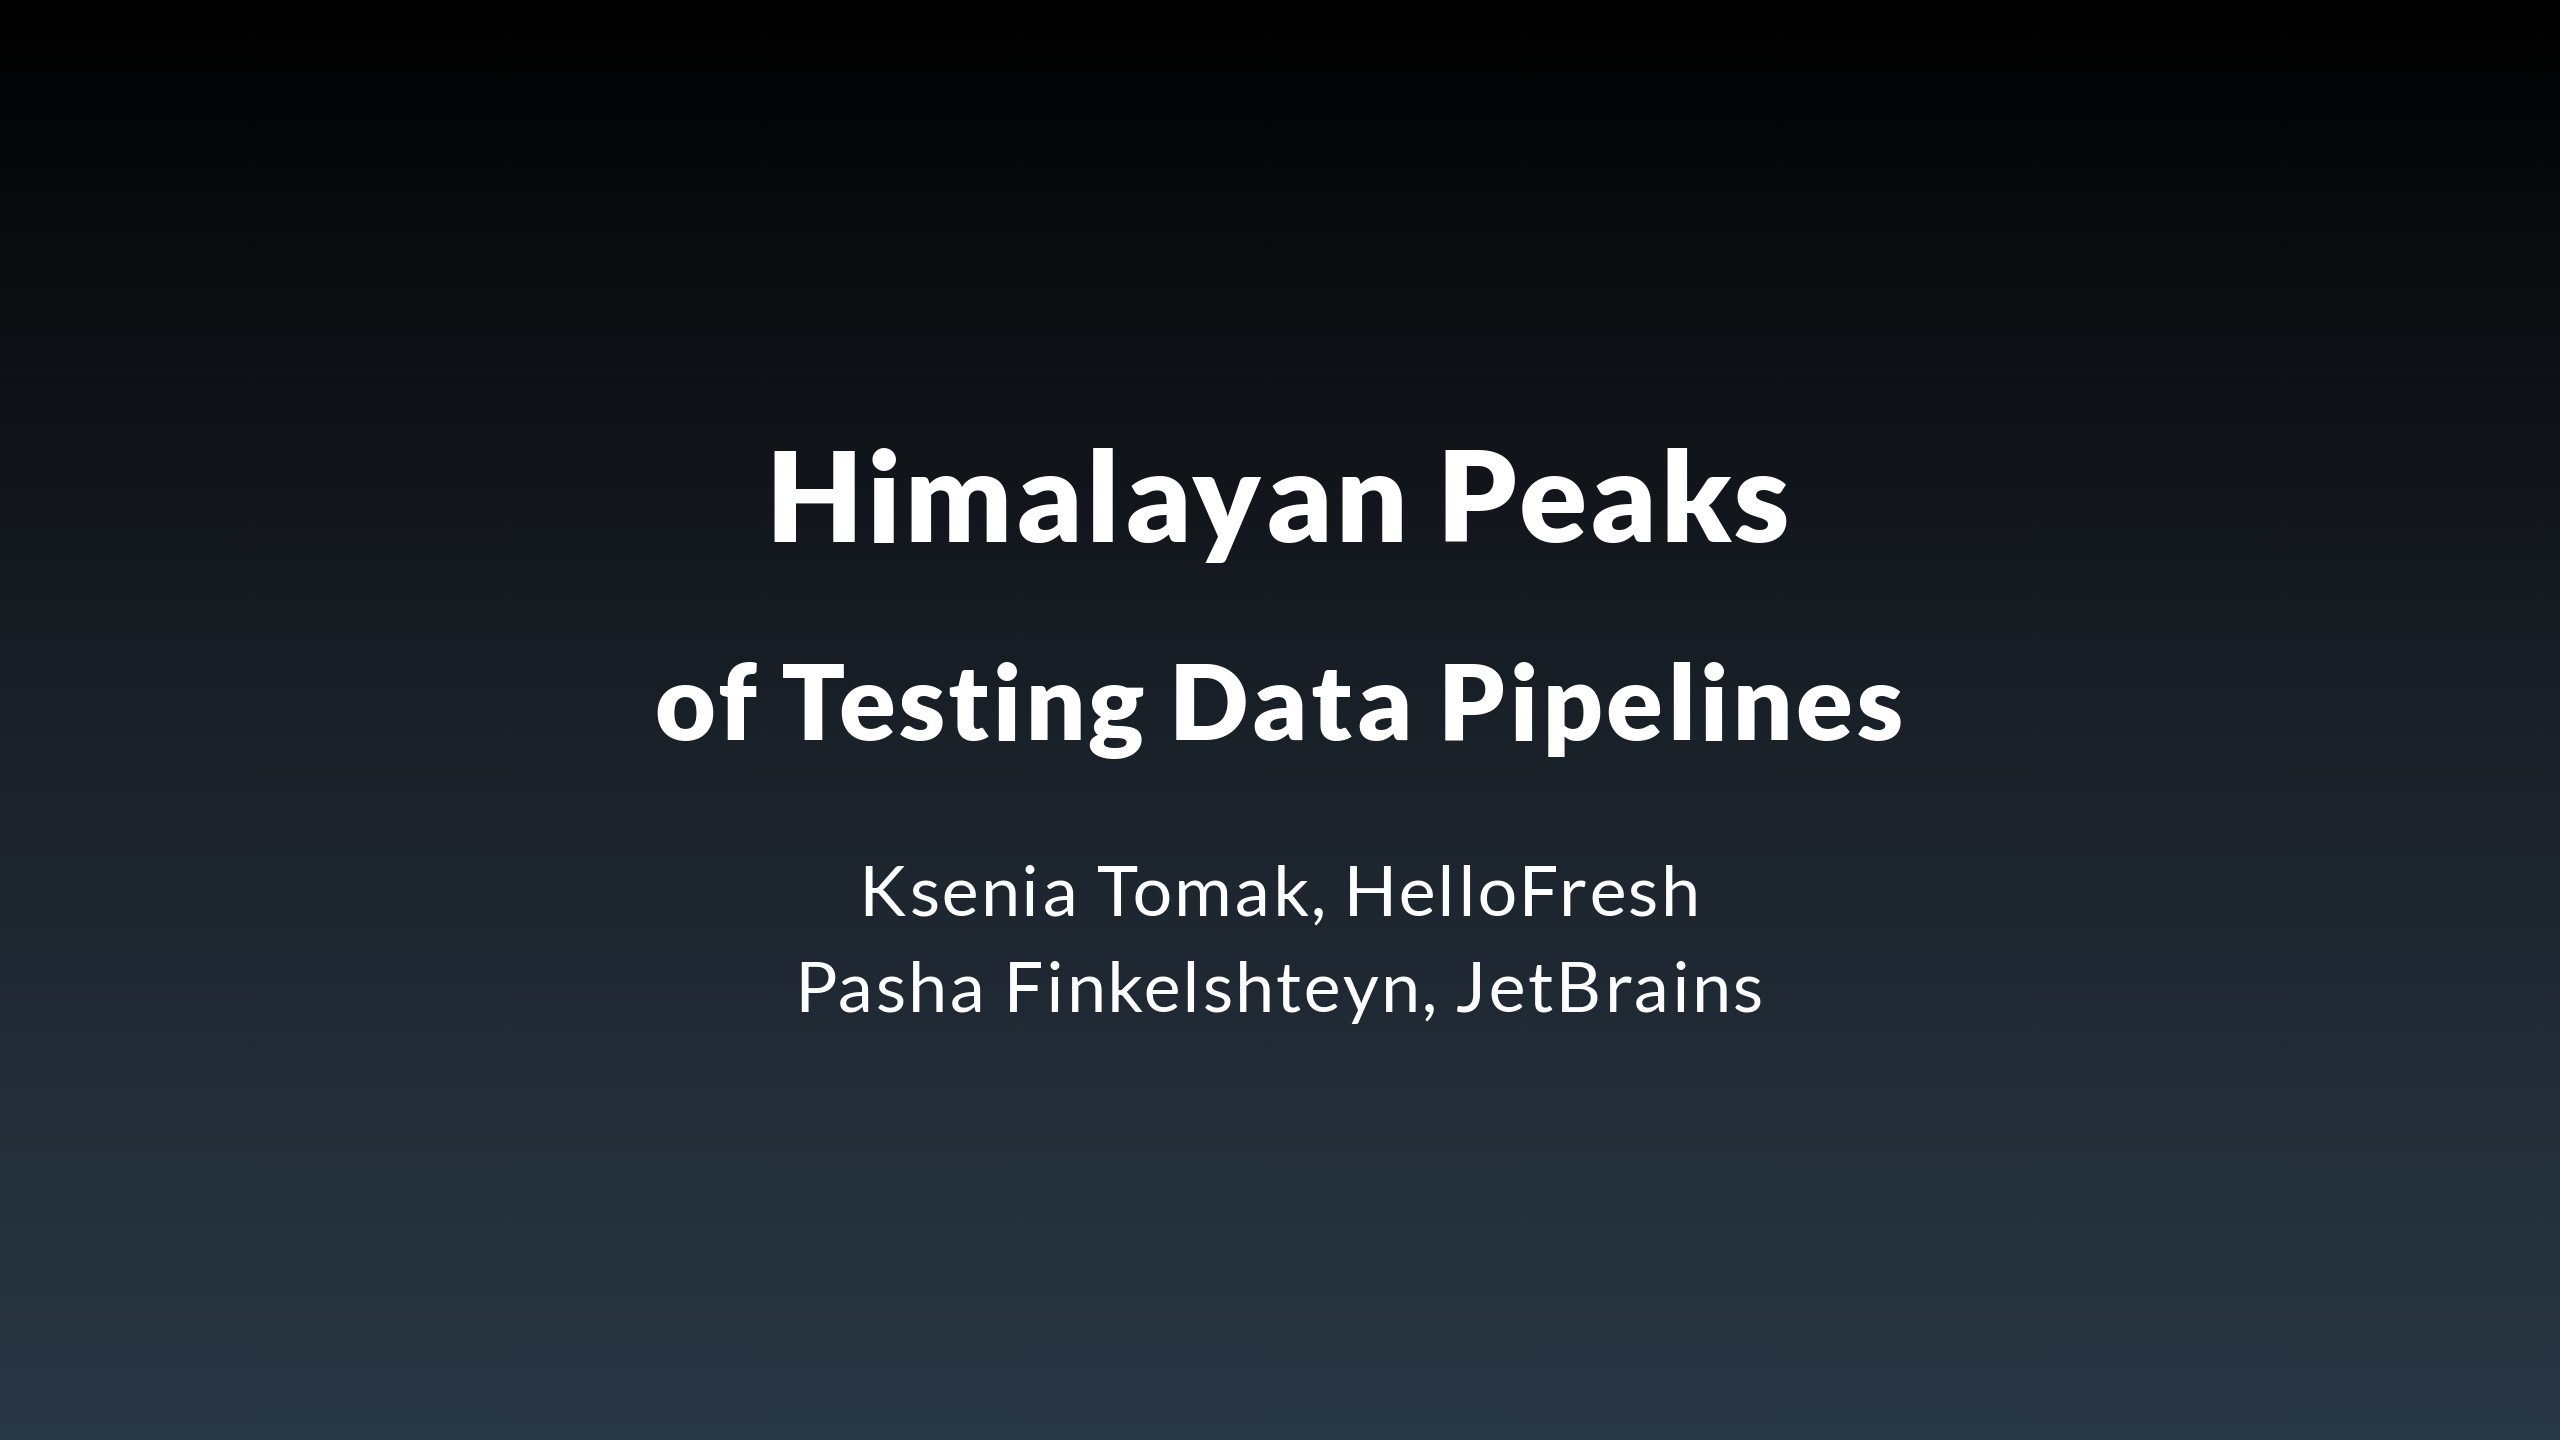 Himalayan Peaks
of Testing Data Pipelines
Ksenia Tomak, HelloFresh
Pasha Finkelshteyn, JetBrains